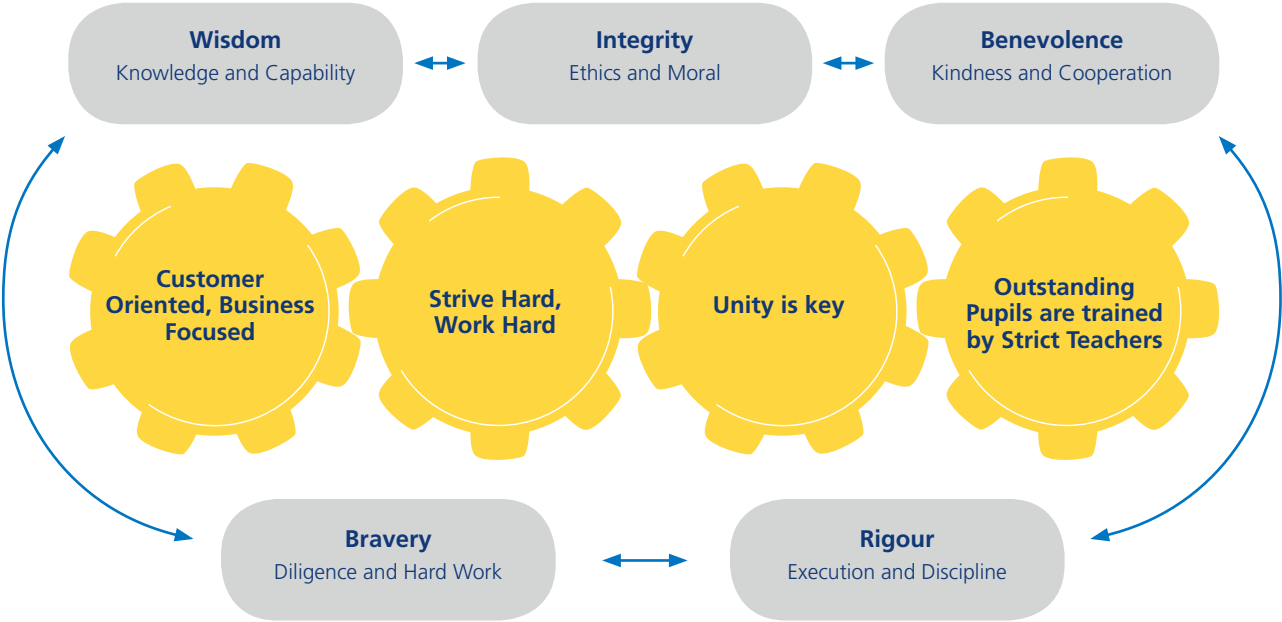 Wisdom
Knowledge and Capability
Integrity
Ethics and Moral
Benevolence
Kindness and Cooperation
Customer
Oriented, Business
Focused
Strive Hard,
Work Hard
Unity is key
Outstanding
Pupils are trained
by Strict Teachers
Bravery
Diligence and Hard Work
Rigour
Execution and Discipline